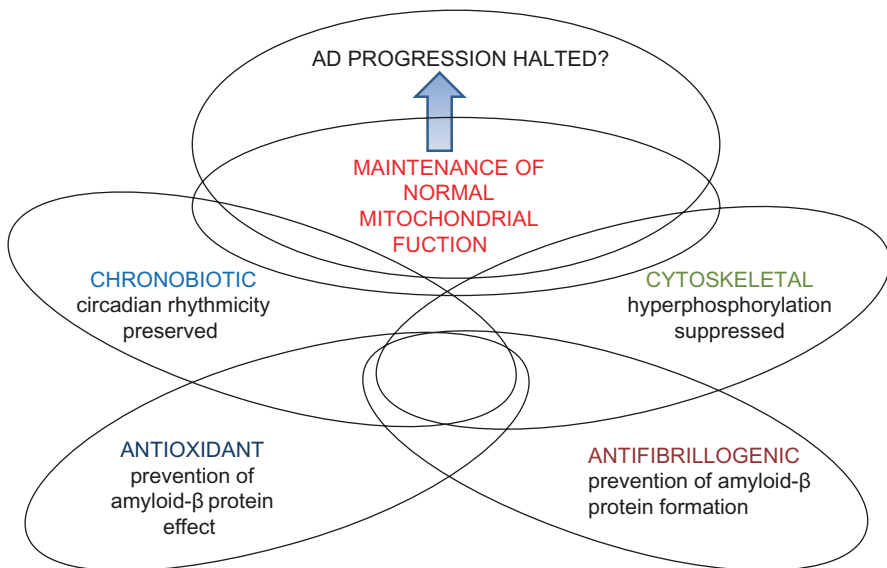 AD PROGRESSION HALTED?
MAINTENANCE OF
NORMAL
MITOCHONDRIAL
FUCTION
CHRONOBIOTIC
circadian rhythmicity
preserved
CYTOSKELETAL
hyperphosphorylation
suppressed
ANTIOXIDANT
prevention of
amyloid-β protein
effect
ANTIFIBRILLOGENIC
prevention of amyloid-β
protein formation